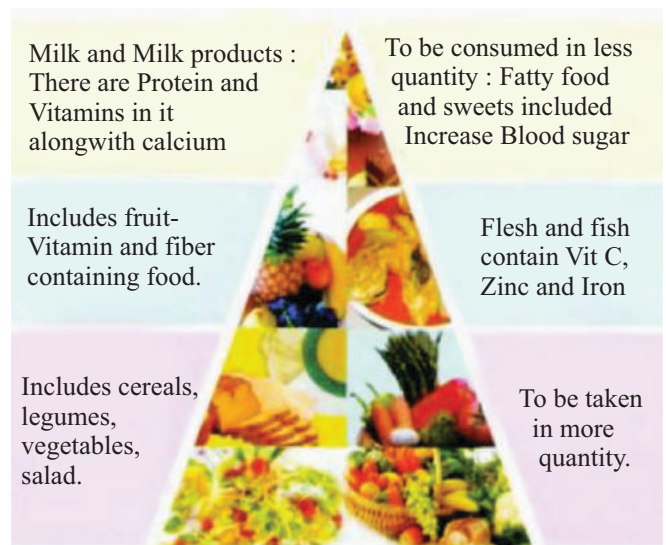 Milk and Milk products :
There are Protein and
Vitamins in it
alongwith calcium
To be consumed in less
quantity : Fatty food
and sweets included
Increase Blood sugar
Includes fruit-
Vitamin and fiber
containing food.
Flesh and fish
contain Vit C,
Zinc and Iron
Includes cereals,
legumes,
vegetables,
salad.
To be taken
in more
quantity.